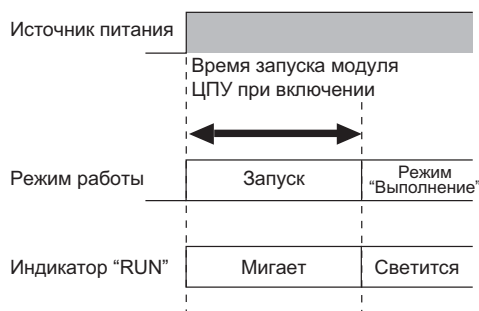 Источник питания
Время запуска модуля
ЦПУ при включении
Режим работы
Запуск
Режим
“Выполнение”
Индикатор “RUN”
Мигает
Светится